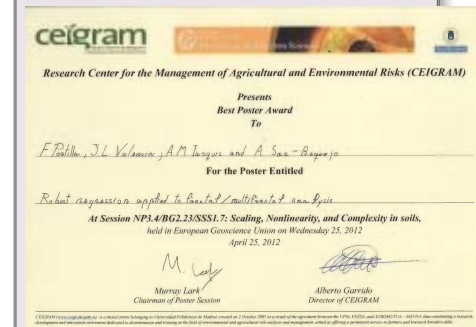 ceigram
Research Center for the Management of Agricultural and Environmental Risks (CEIGRAM)
Presents
Best Poster Award
To
F. Portilla, J.L. Valencia, A.M. Tarquis and A. Saa-Requejo
For the Poster Entitled
Robust regression applied to fractal/multifractal analysis
At Session NP3.4/BG2.23/SSS1.7: Scaling, Nonlinearity, and Complexity in soils,
held in European Geoscience Union on Wednesday 25, 2012
April 25, 2012
Murray Lark
Alberto Garrido
Chairman of Poster Session
Director of CEIGRAM